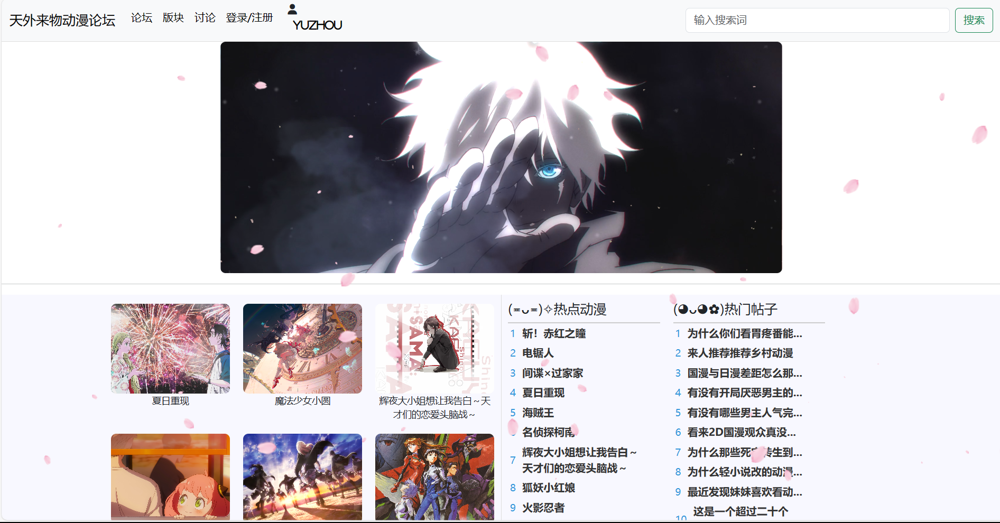 天外来物动漫论坛
论坛 版块 讨论 登录/注册
YUZHOU
输入搜索词
搜索
夏日重现
魔法少女小圆
辉夜大小姐想让我告白～天
才们的恋爱头脑战～
(=ᴗ=)✧热点动漫
1 斩！赤红之瞳
2 电锯人
3 间谍×过家家
4 夏日重现
5 海贼王
名侦探柯南
7 辉夜大小姐想让我告白～
天才们的恋爱头脑战～
8 狐妖小红娘
9 火影忍者
(◕ᴗ◕✿)热门帖子
1 为什么你们看胃疼番能...
2 来人推荐推荐乡村动漫
3 国漫与日漫差距怎么那...
4 有没有开局厌恶男主的...
5 有没有哪些男主人气完...
6 看来2D国漫观众真没...
7 为什么那些死 转生到...
8 为什么轻小说改的动漫...
9 最近发现妹妹喜欢看动...
10 这是一个超过二十个